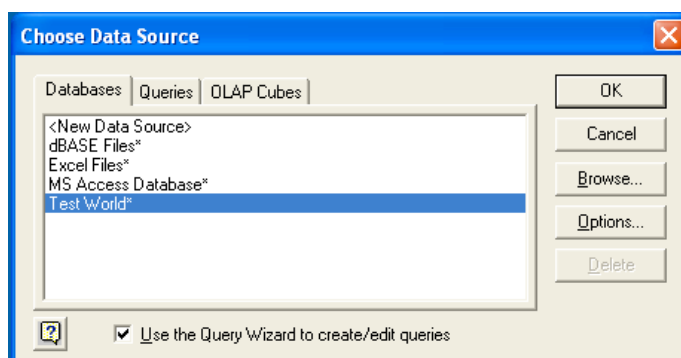 Choose Data Source
Databases Queries OLAP Cubes
<New Data Source>
dBASE Files*
Excel Files*
MS Access Database*
Test World*
OK
Cancel
Browse...
Options...
Delete
Use the Query Wizard to create/edit queries